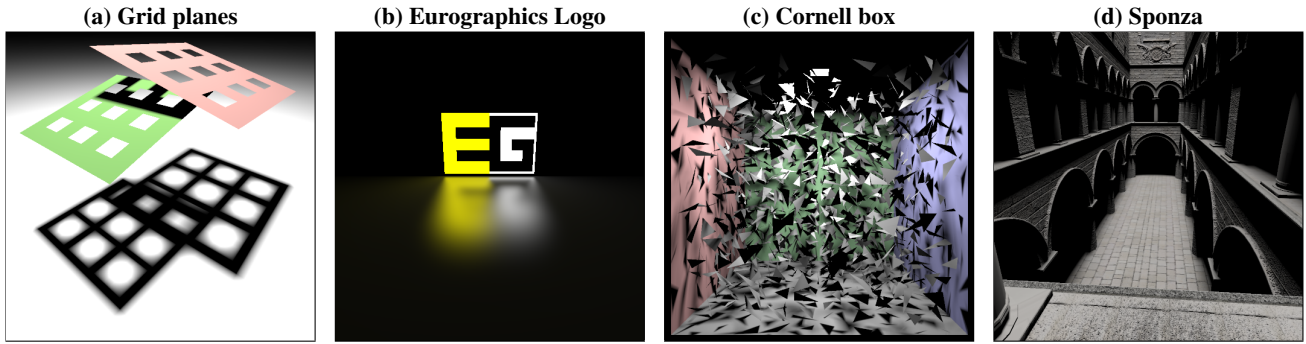 (a) Grid planes
(b) Eurographics Logo
(c) Cornell box
(d) Sponza
EG